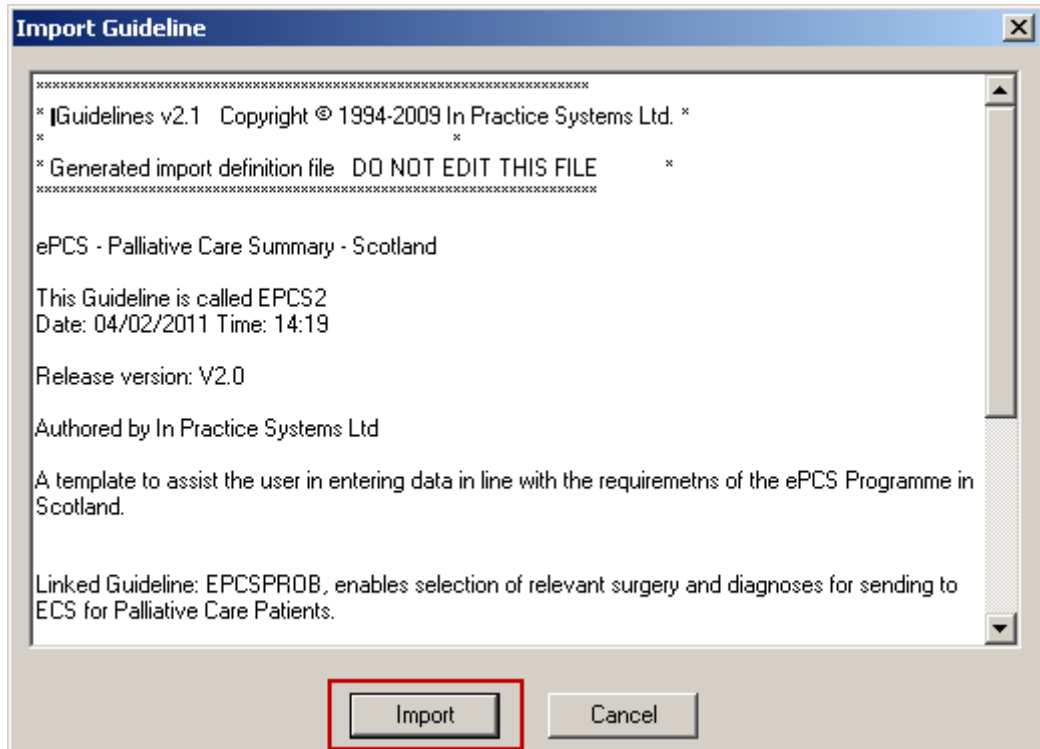 Import Guideline
*********************************************************************
* Guidelines v2.1   Copyright © 1994-2009 In Practice Systems Ltd. *
*                                                    *
* Generated import definition file   DO NOT EDIT THIS FILE         *
**********************************************************************
ePCS - Palliative Care Summary - Scotland
This Guideline is called EPCS2
Date: 04/02/2011 Time: 14:19
Release version: V2.0
Authored by In Practice Systems Ltd
A template to assist the user in entering data in line with the requiremetns of the ePCS Programme in
Scotland.
Linked Guideline: EPCSPROB, enables selection of relevant surgery and diagnoses for sending to
ECS for Palliative Care Patients.
Import
Cancel